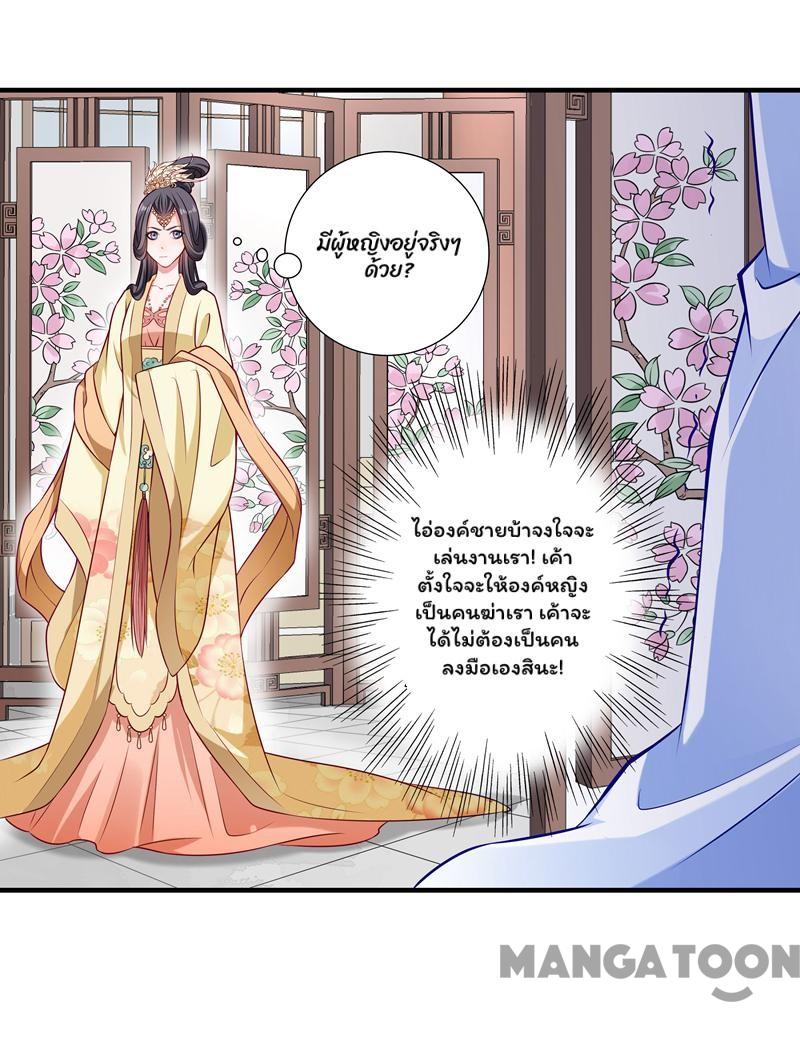 มีผู้หญิงอยู่จริงๆ
ด้วย?
ไอ่องค์ชายบ้าจงใจจะ
เล่นงานเรา! เค้า
ตั้งใจจะให้องค์หญิง
เป็นคนฆ่าเรา เค้าจะ
ได้ไม่ต้องเป็นคน
ลงมือเองสินะ!
MANGATOON